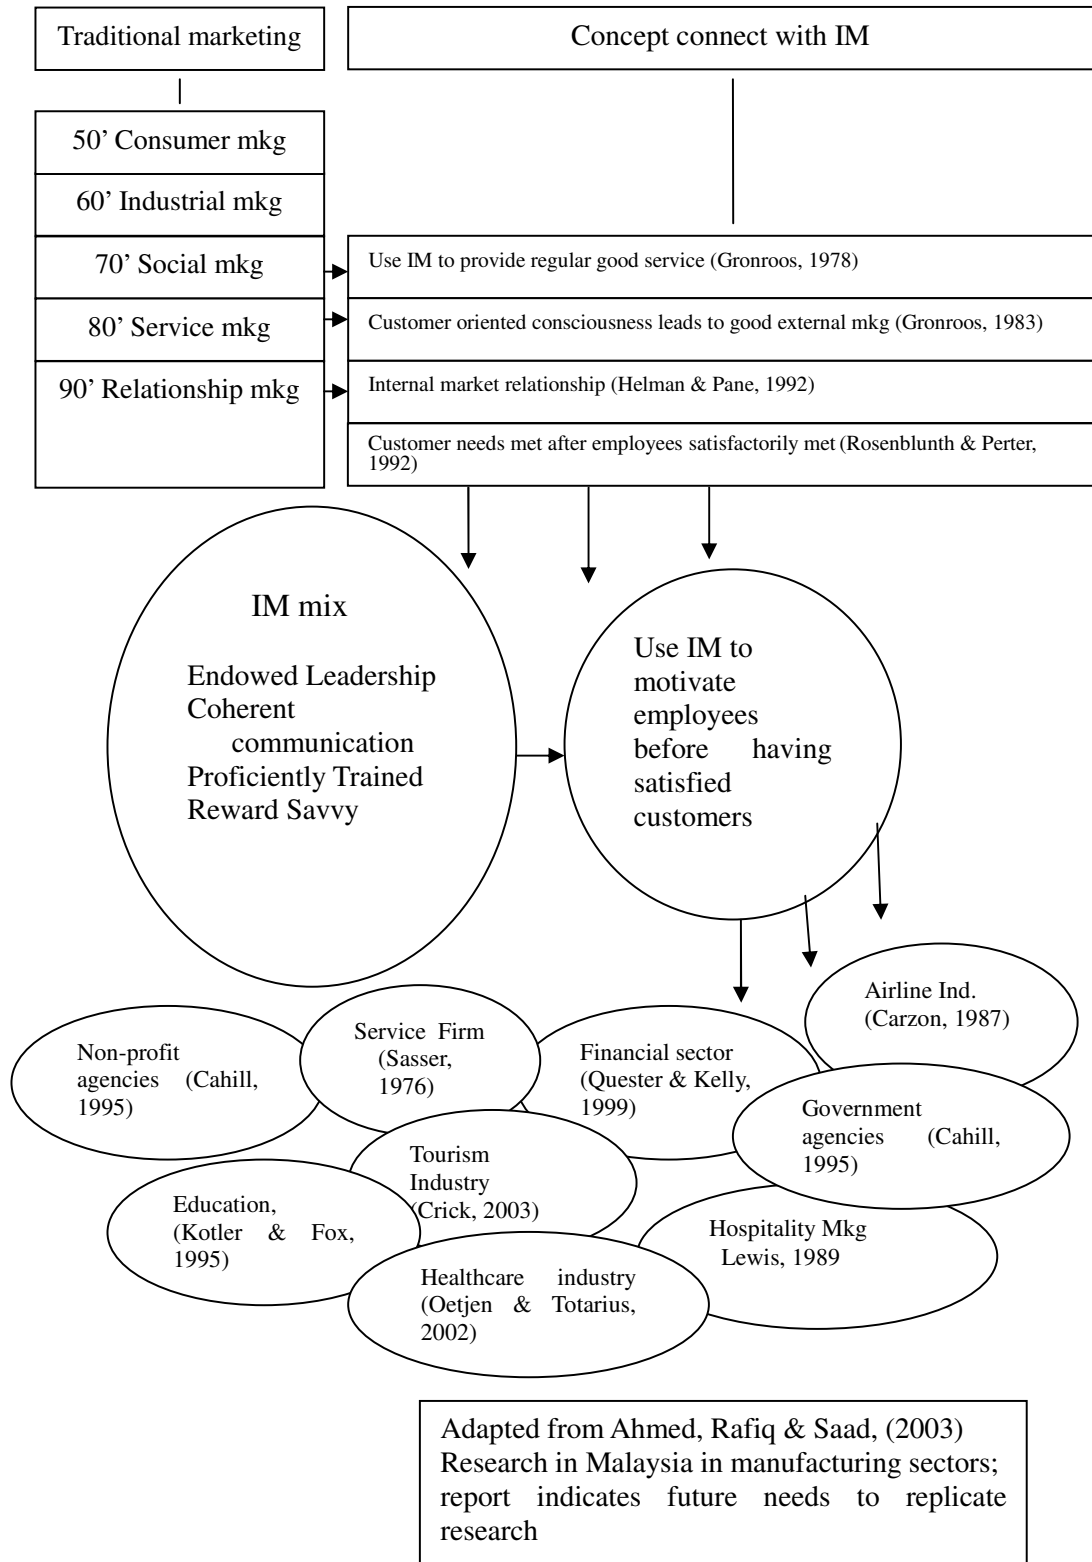 Traditional marketing
Concept connect with IM
50’ Consumer mkg
60’ Industrial mkg
70’ Social mkg
80’ Service mkg
90’ Relationship mkg
Use IM to provide regular good service (Gronroos, 1978)
Customer oriented consciousness leads to good external mkg (Gronroos, 1983)
Internal market relationship (Helman & Pane, 1992)
Customer needs met after employees satisfactorily met (Rosenblunth & Perter,
1992)
IM mix
Endowed Leadership
Coherent
communication
Proficiently Trained
Reward Savvy
Use IM to
motivate
employees
before having
satisfied
customers
Airline Ind.
(Carzon, 1987)
Non-profit
agencies (Cahill,
1995)
Service Firm
(Sasser,
1976)
Financial sector
(Quester & Kelly,
1999)
Government
agencies (Cahill,
1995)
Tourism
Industry
(Crick, 2003)
Education,
(Kotler & Fox,
1995)
Hospitality Mkg
Lewis, 1989
Healthcare industry
(Oetjen & Totarius,
2002)
Adapted from Ahmed, Rafiq & Saad, (2003)
Research in Malaysia in manufacturing sectors;
report indicates future needs to replicate
research